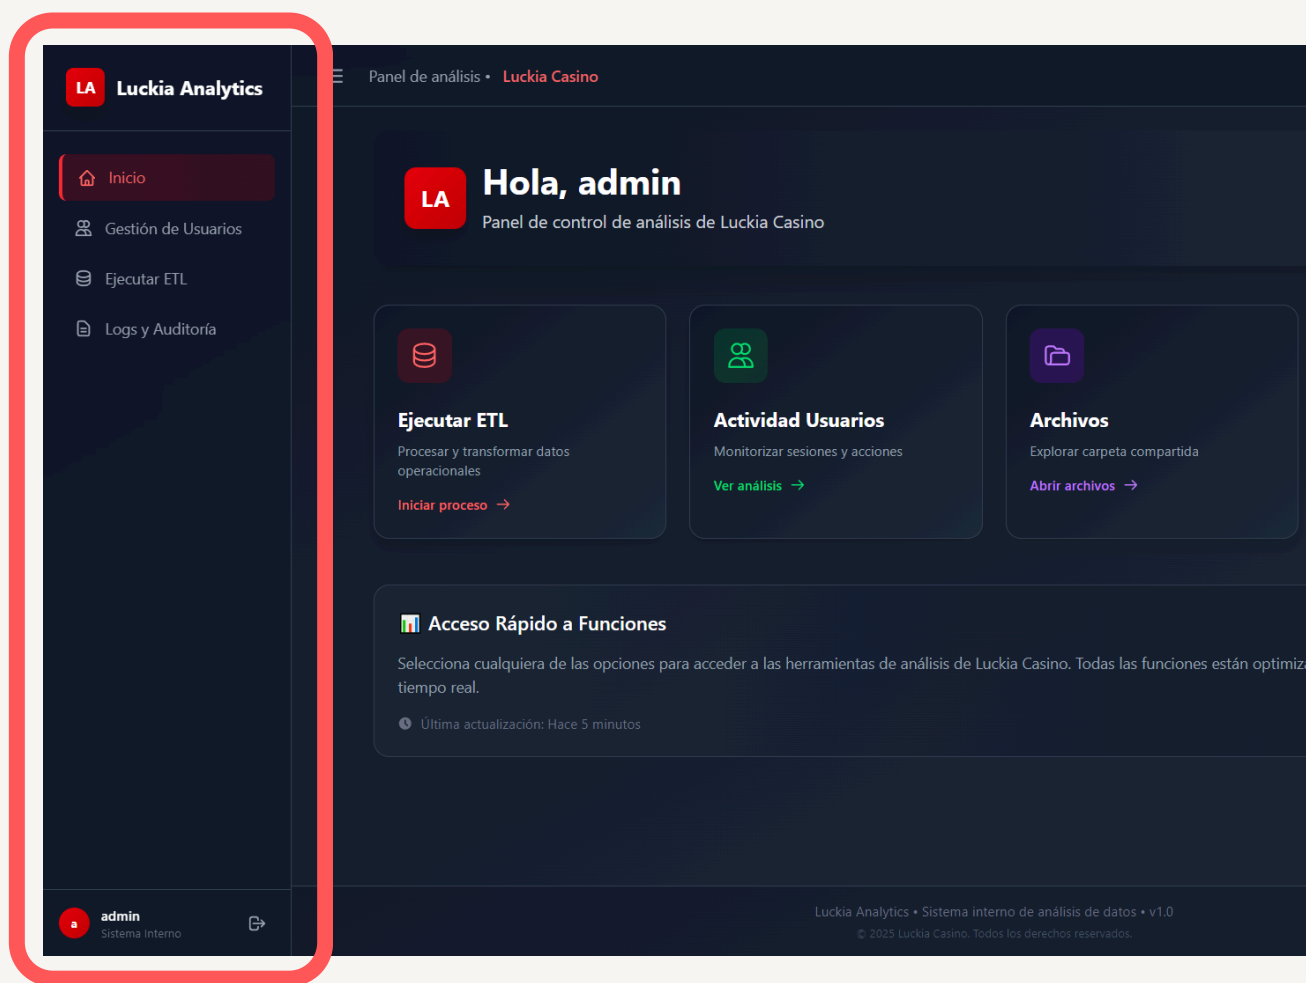 LA
Luckia Analytics
Inicio
Gestión de Usuarios
Ejecutar ETL
Logs y Auditoría
a
admin
Sistema Interno
Panel de análisis • Luckia Casino
LA
Hola, admin
Panel de control de análisis de Luckia Casino
Ejecutar ETL
Procesar y transformar datos
operacionales
Iniciar proceso →
Actividad Usuarios
Monitorizar sesiones y acciones
Ver análisis →
Archivos
Explorar carpeta compartida
Abrir archivos →
📊 Acceso Rápido a Funciones
Selecciona cualquiera de las opciones para acceder a las herramientas de análisis de Luckia Casino. Todas las funciones están optimiz
tiempo real.
Última actualización: Hace 5 minutos
Luckia Analytics • Sistema interno de análisis de datos • v1.0
© 2025 Luckia Casino. Todos los derechos reservados.